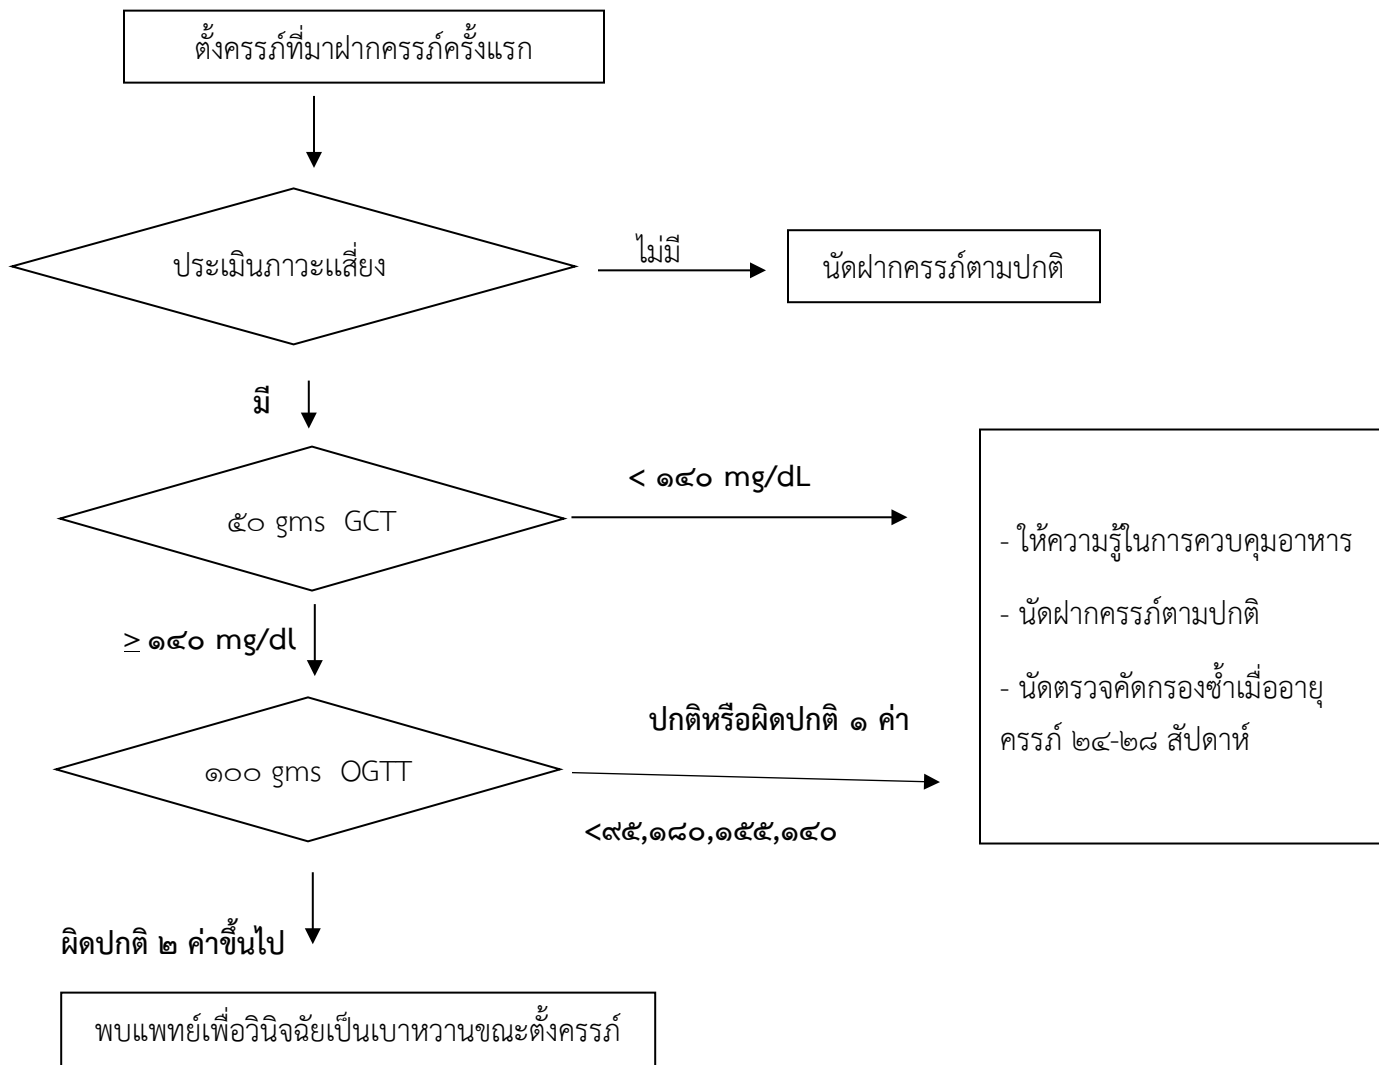 ตั้งครรภ์ที่มาฝากครรภ์ครั้งแรก
ประเมินภาวะแสี่ยง
ไม่มี
นัดฝากครรภ์ตามปกติ
มี
๕๐ gms GCT
< ๑๔๐ mg/dL
- ให้ความรู้ในการควบคุมอาหาร
- นัดฝากครรภ์ตามปกติ
- นัดตรวจคัดกรองซ้ำเมื่ออายุ
ครรภ์ ๒๔-๒๘ สัปดาห์
≥ ๑๔๐ mg/dl
๑๐๐ gms OGTT
ปกติหรือผิดปกติ ๑ ค่า
<๙๕,๑๘๐,๑๕๕,๑๔๐
ผิดปกติ ๒ ค่าขึ้นไป
พบแพทย์เพื่อวินิจฉัยเป็นเบาหวานขณะตั้งครรภ์